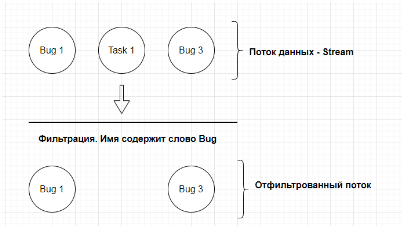 Bug 1 Task 1 Bug 3
Поток данных - Stream
Фильтрация. Имя содержит слово Bug
Bug 1 Bug 3
Отфильтрованный поток